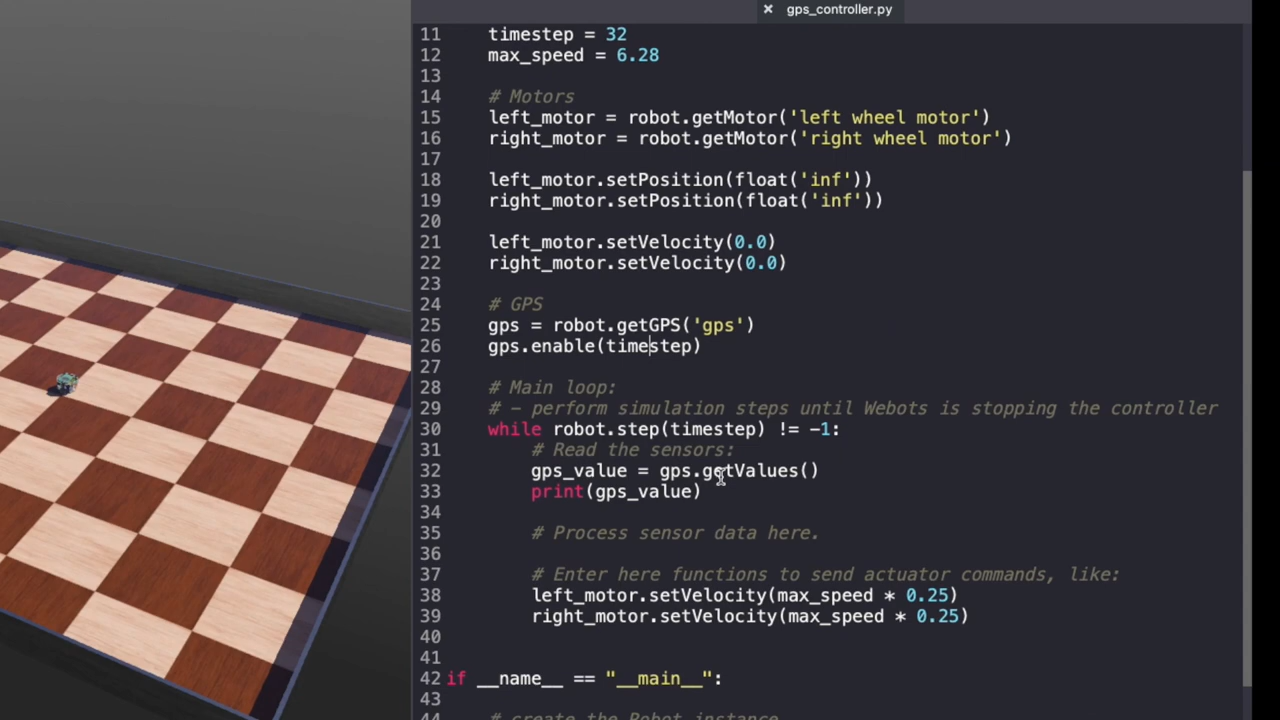 × gps_controller.py
11 timestep = 32
12 max_speed = 6.28
13
14 # Motors
15 left_motor = robot.getMotor('left wheel motor')
16 right_motor = robot.getMotor('right wheel motor')
17
18 left_motor.setPosition(float('inf'))
19 right_motor.setPosition(float('inf'))
20
21 left_motor.setVelocity(0.0)
22 right_motor.setVelocity(0.0)
23
24 # GPS
25 gps = robot.getGPS('gps')
26 gps.enable(timestep)
27
28 # Main loop:
29 # - perform simulation steps until Webots is stopping the controller
30 while robot.step(timestep) != -1:
31 # Read the sensors:
32 gps_value = gps.getValues()
33 print(gps_value)
34
35 # Process sensor data here.
36
37 # Enter here functions to send actuator commands, like:
38 left_motor.setVelocity(max_speed * 0.25)
39 right_motor.setVelocity(max_speed * 0.25)
40
41
42 if __name__ == "__main__":
43
44 # create the Robot instance